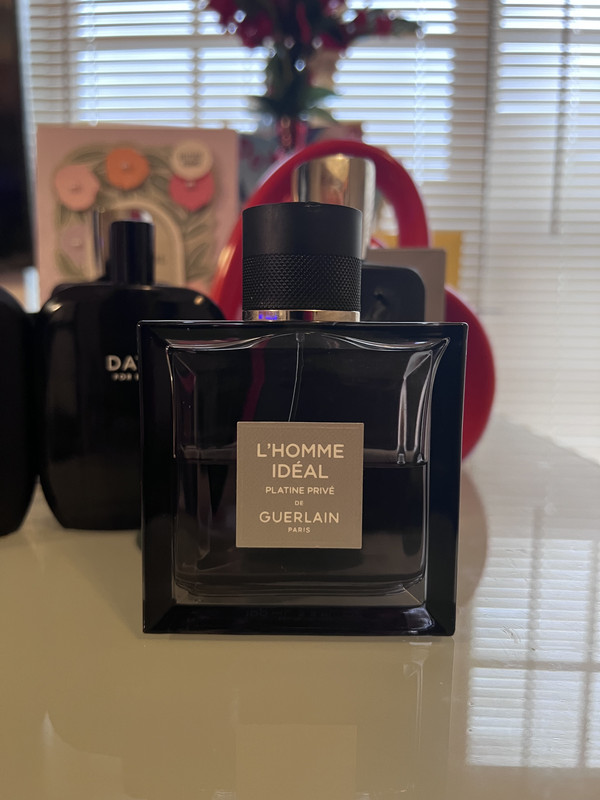 L'HOMME
IDÉAL
PLATINE PRIVÉ
DE
GUERLAIN
PARIS